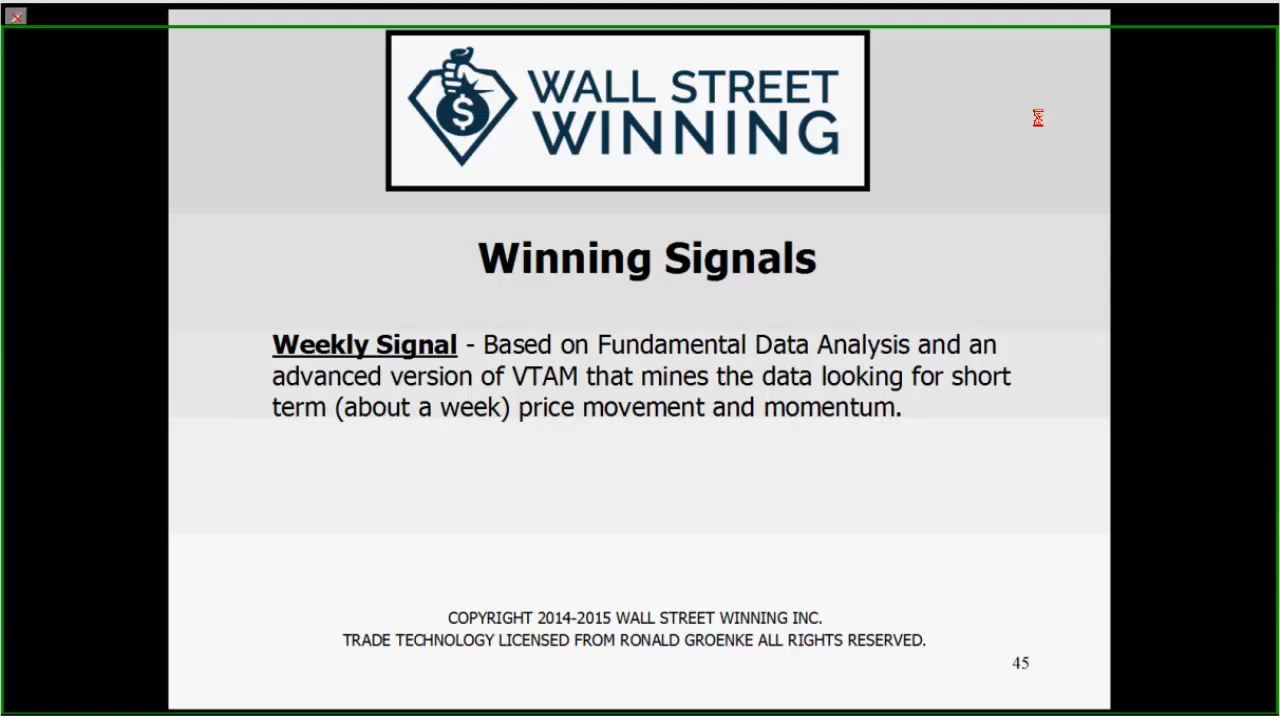 WALL STREET
WINNING
$
Winning Signals
Weekly Signal - Based on Fundamental Data Analysis and an
advanced version of VTAM that mines the data looking for short
term (about a week) price movement and momentum.
COPYRIGHT 2014-2015 WALL STREET WINNING INC.
TRADE TECHNOLOGY LICENSED FROM RONALD GROENKE ALL RIGHTS RESERVED.
45